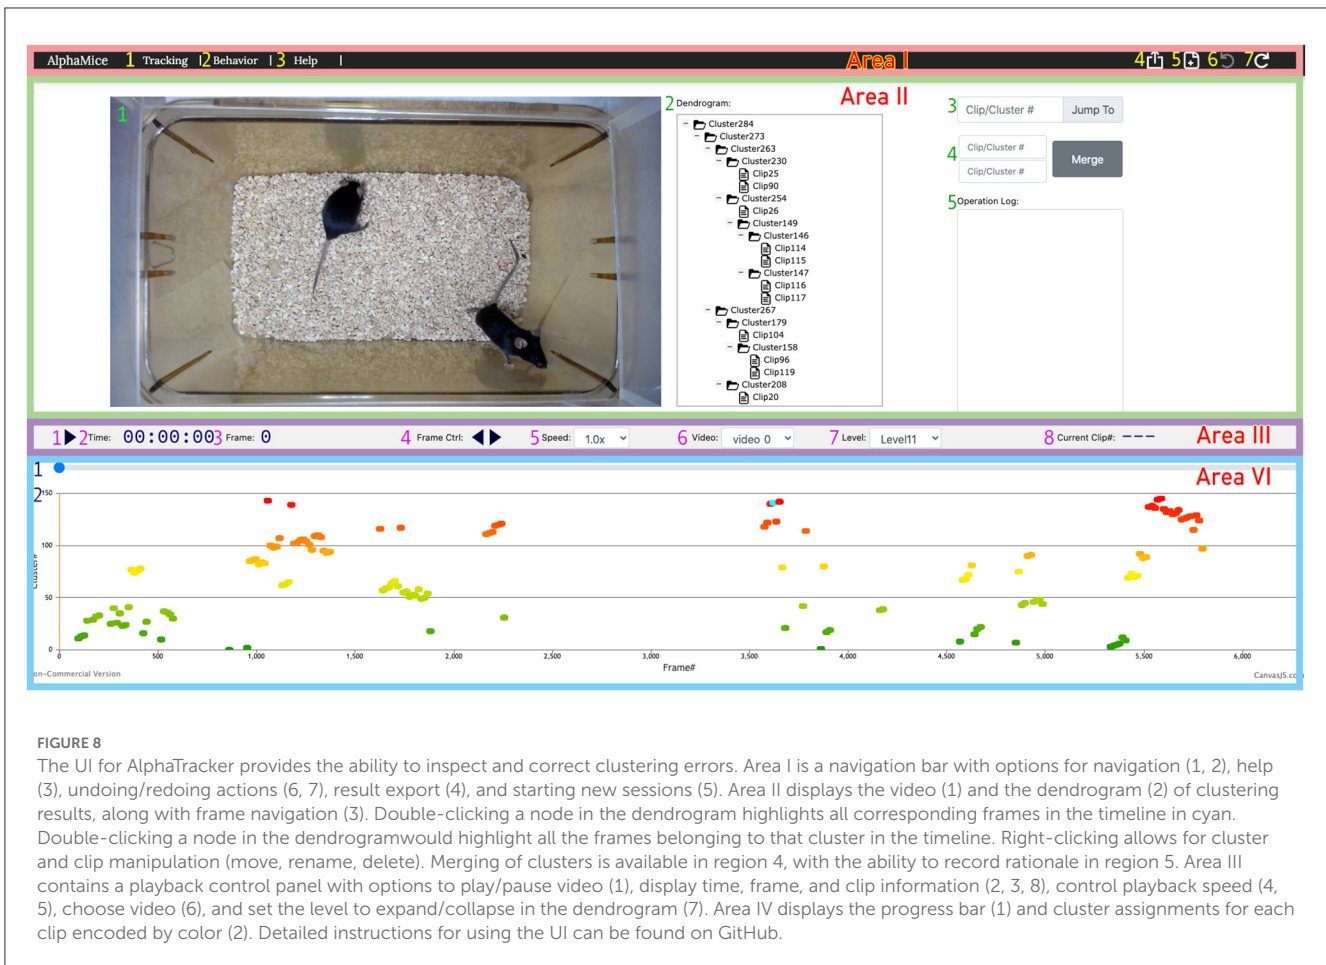 AlphaMice 1 Tracking | 2 Behavior | 3 Help | Area I 4 5 6 7
Area II
1
2 Dendrogram:
Cluster284
Cluster273
Cluster263
Cluster230
Clip25
Clip90
Cluster254
Clip26
Cluster149
Cluster146
Clip114
Clip115
Cluster147
Clip116
Clip117
Cluster267
Cluster179
Clip104
Cluster158
Clip96
Clip119
Cluster208
Clip20
3 Clip/Cluster # Jump To
4 Clip/Cluster #
Clip/Cluster #
Merge
5 Operation Log:
1 2 Time: 00:00:00 3 Frame: 0 4 Frame Ctrl: 5 Speed: 1.0x 6 Video: video 0 7 Level: Level11 8 Current Clip#: --- Area III
1
Area VI
2
150
100
50
0
Cluster#
0 500 1,000 1,500 2,000 2,500 3,000 3,500 4,000 4,500 5,000 5,500 6,000
Frame#
on-Commercial Version
CanvasJS.co
FIGURE 8
The UI for AlphaTracker provides the ability to inspect and correct clustering errors. Area I is a navigation bar with options for navigation (1, 2), help
(3), undoing/redoing actions (6, 7), result export (4), and starting new sessions (5). Area II displays the video (1) and the dendrogram (2) of clustering
results, along with frame navigation (3). Double-clicking a node in the dendrogram highlights all corresponding frames in the timeline in cyan.
Double-clicking a node in the dendrogramwould highlight all the frames belonging to that cluster in the timeline. Right-clicking allows for cluster
and clip manipulation (move, rename, delete). Merging of clusters is available in region 4, with the ability to record rationale in region 5. Area III
contains a playback control panel with options to play/pause video (1), display time, frame, and clip information (2, 3, 8), control playback speed (4,
5), choose video (6), and set the level to expand/collapse in the dendrogram (7). Area IV displays the progress bar (1) and cluster assignments for each
clip encoded by color (2). Detailed instructions for using the UI can be found on GitHub.